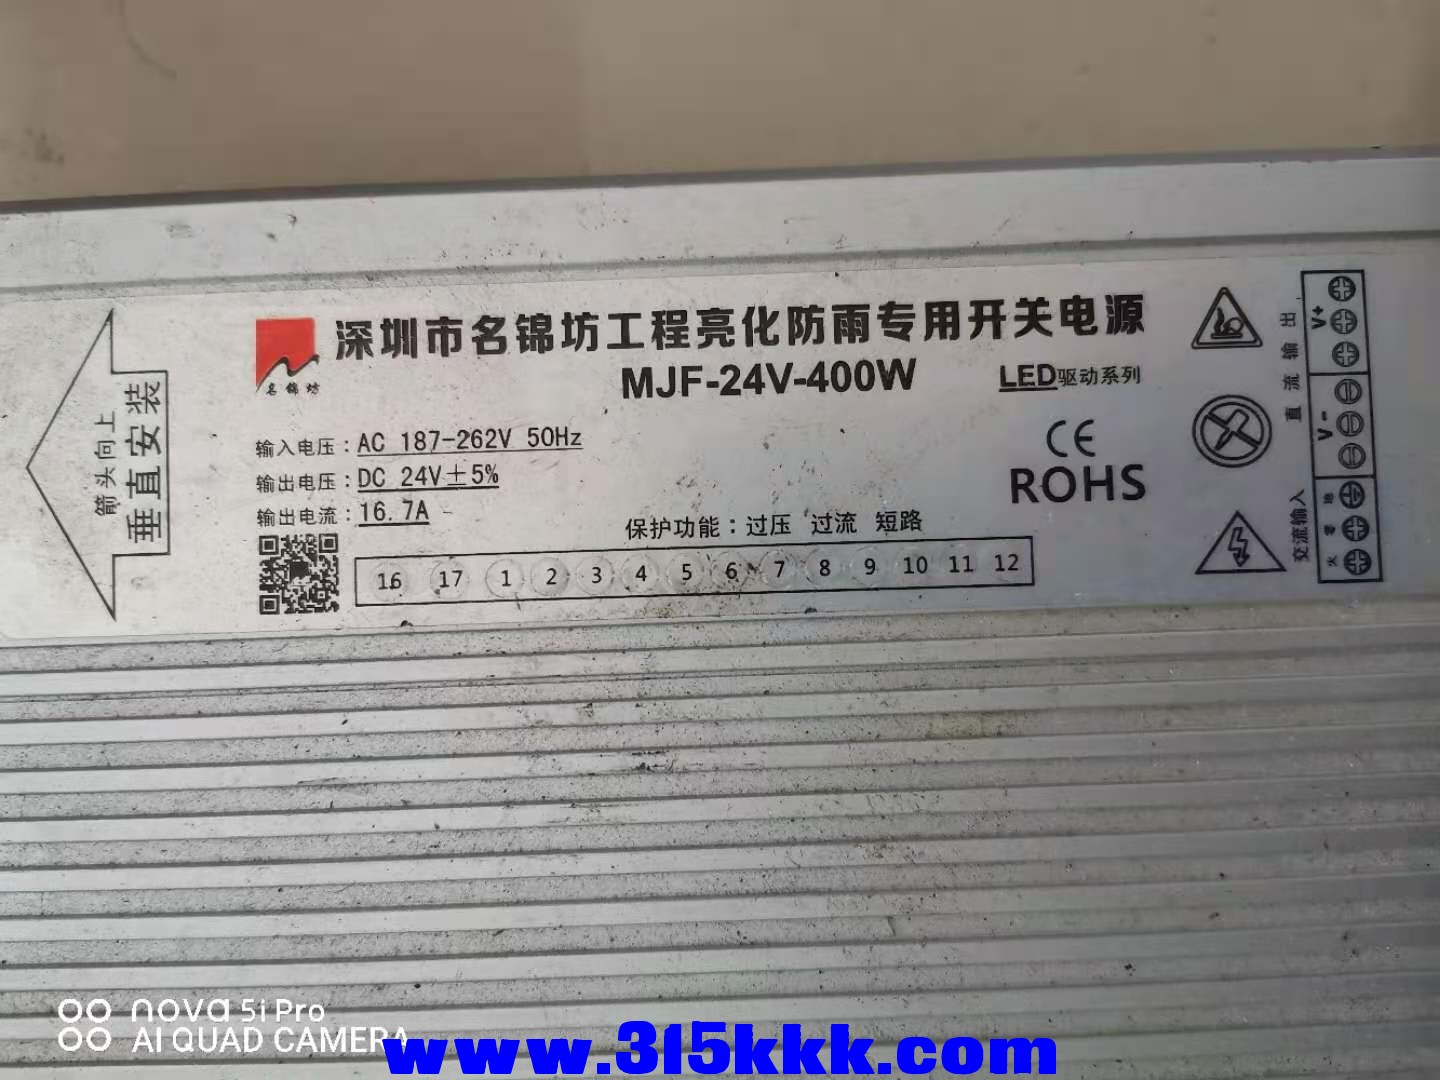 箭头向上
垂直安装
名锦坊
深圳市名锦坊工程亮化防雨专用开关电源
MJF-24V-400W
LED驱动系列
输入电压:AC 187-262V 50Hz
输出电压:DC 24V±5%
输出电流:16.7A
CE
ROHS
保护功能:过压 过流 短路
16 17 1 2 3 4 5 6 7 8 9 10 11 12
直流输出
V+
V-
交流输入
地
零
火
nova 5i Pro
AI QUAD CAMERA
www.315kkk.com